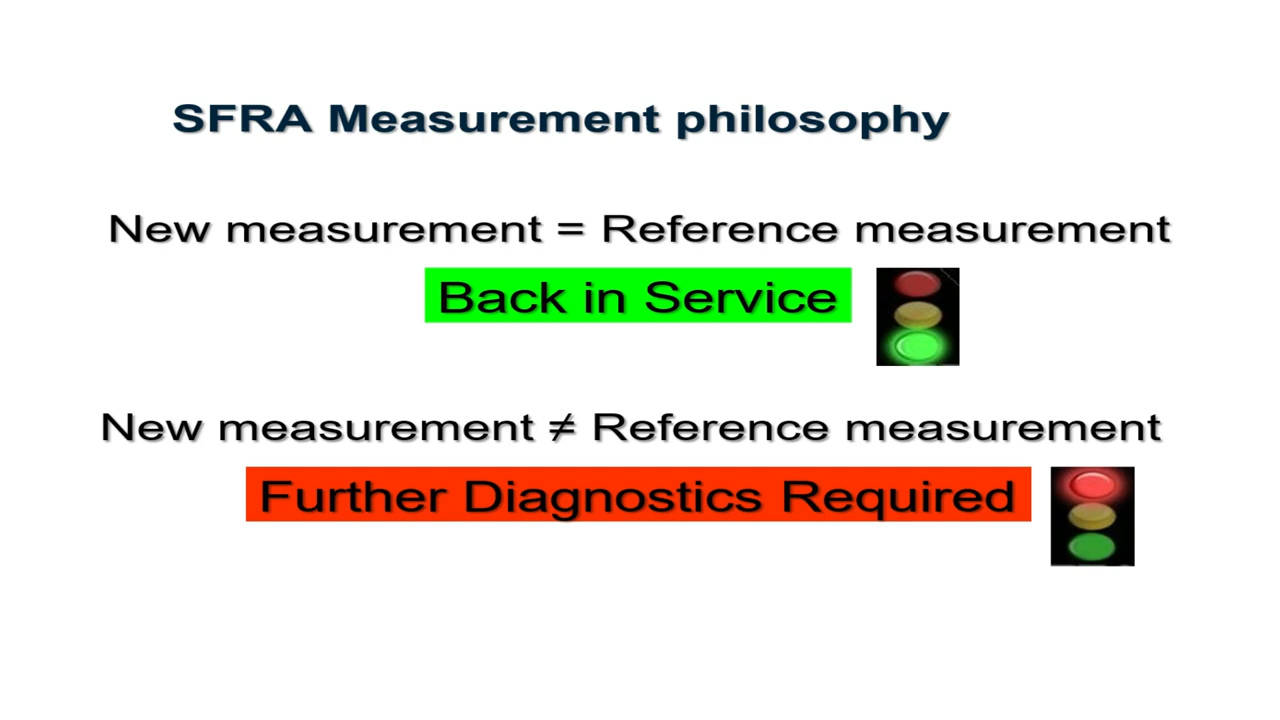 SFRA Measurement philosophy
New measurement = Reference measurement
Back in Service
New measurement ≠ Reference measurement
Further Diagnostics Required